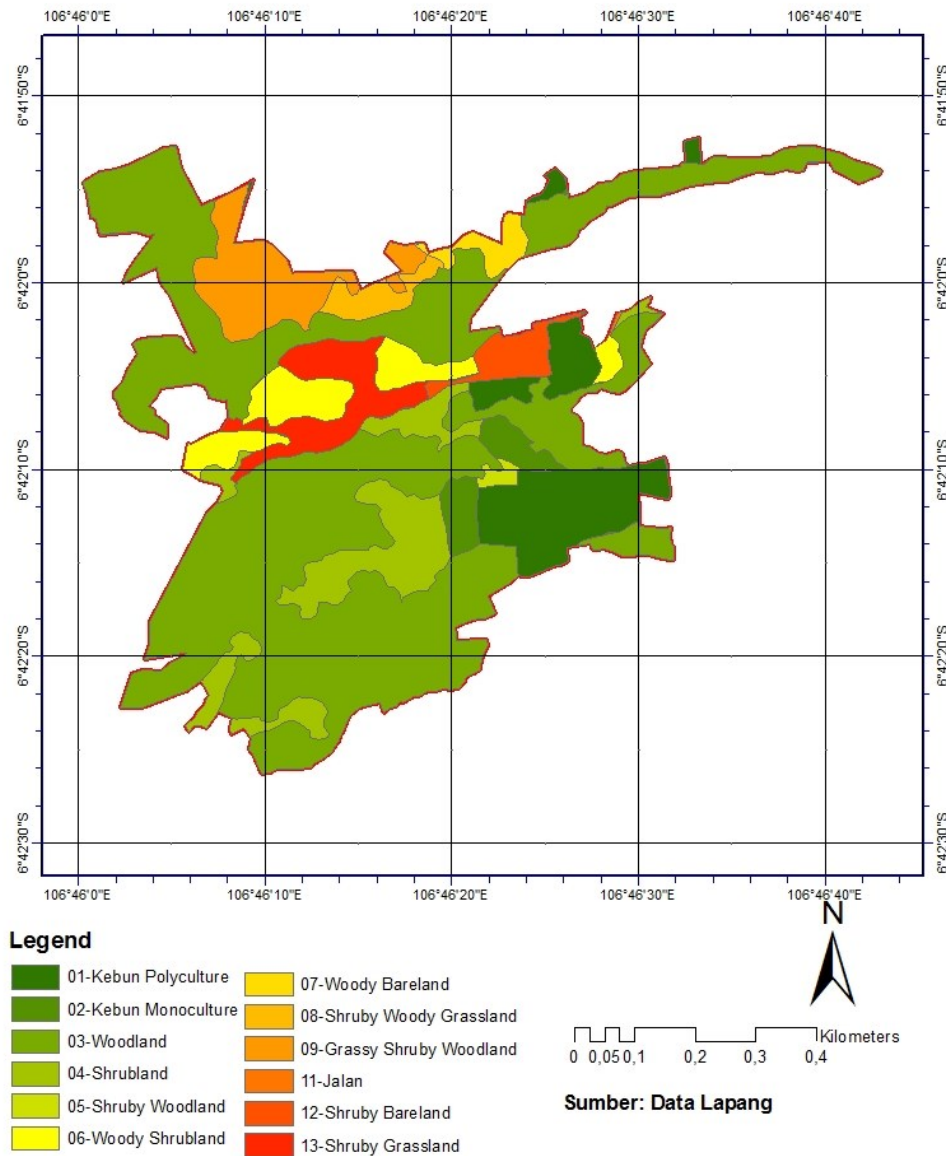 106°46'0"E 106°46'10"E 106°46'20"E 106°46'30"E 106°46'40"E
6°41'50"S 6°41'50"S
6°42'0"S 6°42'0"S
6°42'10"S 6°42'10"S
6°42'20"S 6°42'20"S
6°42'30"S 6°42'30"S
106°46'0"E 106°46'10"E 106°46'20"E 106°46'30"E 106°46'40"E
N
Legend
01-Kebun Polyculture
02-Kebun Monoculture
03-Woodland
04-Shrubland
05-Shruby Woodland
06-Woody Shrubland
07-Woody Bareland
08-Shruby Woody Grassland
09-Grassy Shruby Woodland
11-Jalan
12-Shruby Bareland
13-Shruby Grassland
Kilometers
0 0,05 0,1 0,2 0,3 0,4
Sumber: Data Lapang